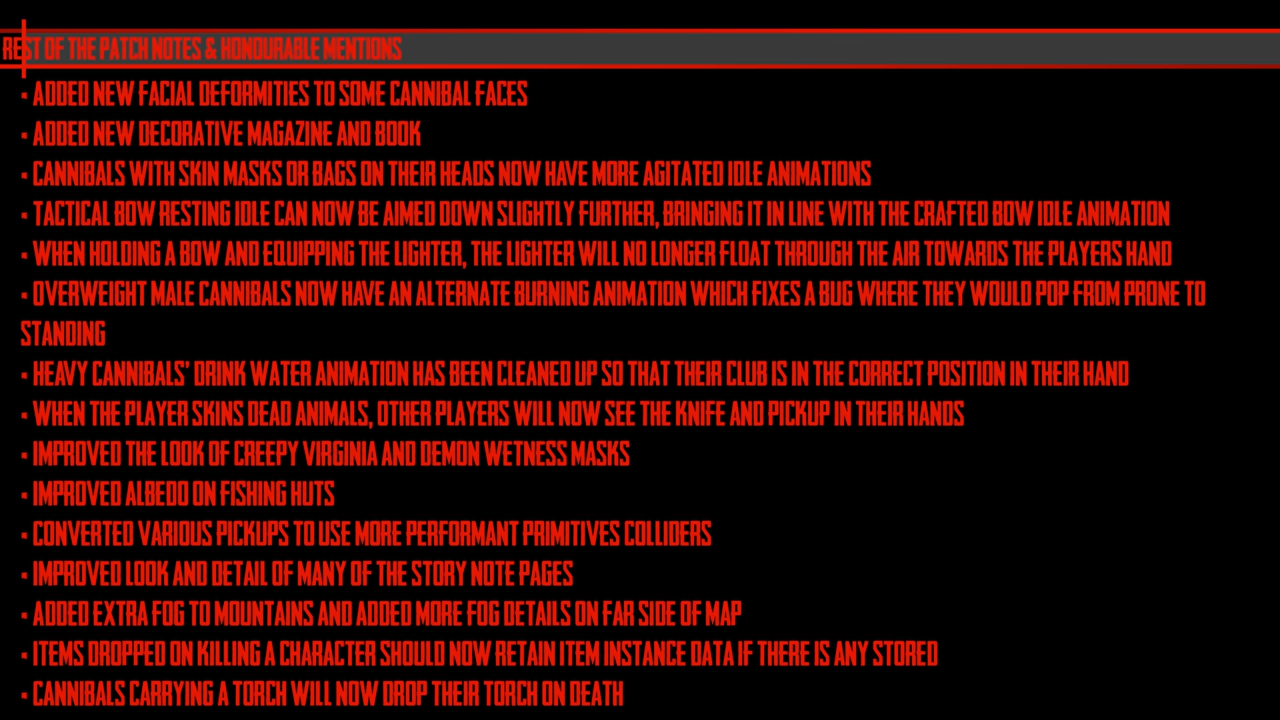 REST OF THE PATCH NOTES & HONOURABLE MENTIONS
• ADDED NEW FACIAL DEFORMITIES TO SOME CANNIBAL FACES
• ADDED NEW DECORATIVE MAGAZINE AND BOOK
• CANNIBALS WITH SKIN MASKS OR BAGS ON THEIR HEADS NOW HAVE MORE AGITATED IDLE ANIMATIONS
• TACTICAL BOW RESTING IDLE CAN NOW BE AIMED DOWN SLIGHTLY FURTHER, BRINGING IT IN LINE WITH THE CRAFTED BOW IDLE ANIMATION
• WHEN HOLDING A BOW AND EQUIPPING THE LIGHTER, THE LIGHTER WILL NO LONGER FLOAT THROUGH THE AIR TOWARDS THE PLAYERS HAND
• OVERWEIGHT MALE CANNIBALS NOW HAVE AN ALTERNATE BURNING ANIMATION WHICH FIXES A BUG WHERE THEY WOULD POP FROM PRONE TO
STANDING
• HEAVY CANNIBALS' DRINK WATER ANIMATION HAS BEEN CLEANED UP SO THAT THEIR CLUB IS IN THE CORRECT POSITION IN THEIR HAND
• WHEN THE PLAYER SKINS DEAD ANIMALS, OTHER PLAYERS WILL NOW SEE THE KNIFE AND PICKUP IN THEIR HANDS
• IMPROVED THE LOOK OF CREEPY VIRGINIA AND DEMON WETNESS MASKS
• IMPROVED ALBEDO ON FISHING HUTS
• CONVERTED VARIOUS PICKUPS TO USE MORE PERFORMANT PRIMITIVES COLLIDERS
• IMPROVED LOOK AND DETAIL OF MANY OF THE STORY NOTE PAGES
• ADDED EXTRA FOG TO MOUNTAINS AND ADDED MORE FOG DETAILS ON FAR SIDE OF MAP
• ITEMS DROPPED ON KILLING A CHARACTER SHOULD NOW RETAIN ITEM INSTANCE DATA IF THERE IS ANY STORED
• CANNIBALS CARRYING A TORCH WILL NOW DROP THEIR TORCH ON DEATH